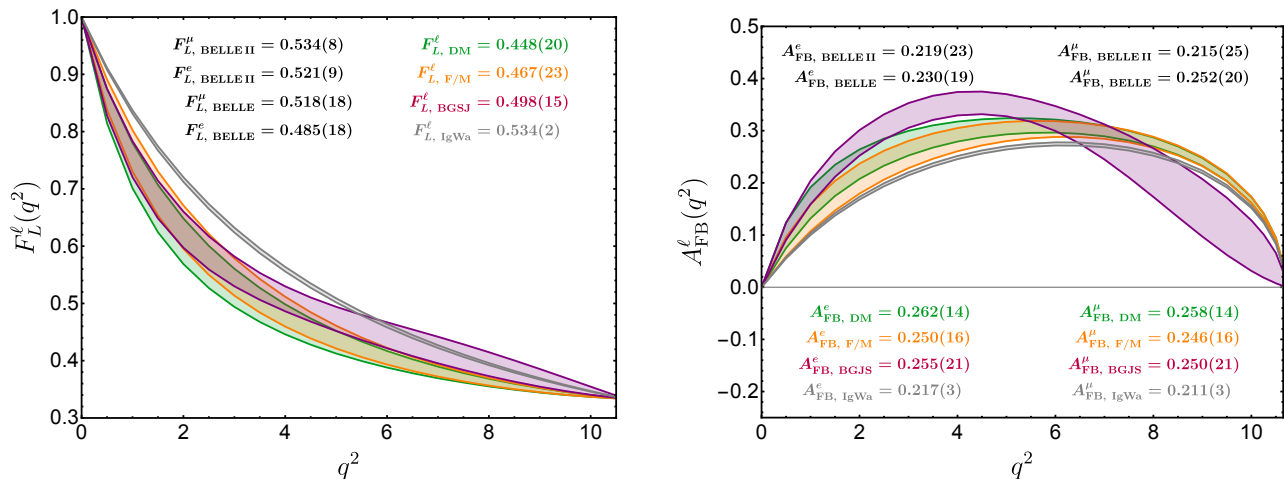 F_L^ℓ(q²)
1.0
0.9
0.8
0.7
0.6
0.5
0.4
0.3
F^μ_{L, BELLE II} = 0.534(8)
F^e_{L, BELLE II} = 0.521(9)
F^μ_{L, BELLE} = 0.518(18)
F^e_{L, BELLE} = 0.485(18)
F^ℓ_{L, DM} = 0.448(20)
F^ℓ_{L, F/M} = 0.467(23)
F^ℓ_{L, BGSJ} = 0.498(15)
F^ℓ_{L, IgWa} = 0.534(2)
0 2 4 6 8 10
q²
A_FB^ℓ(q²)
0.5
0.4
0.3
0.2
0.1
0.0
−0.1
−0.2
A^e_{FB, BELLE II} = 0.219(23) A^μ_{FB, BELLE II} = 0.215(25)
A^e_{FB, BELLE} = 0.230(19) A^μ_{FB, BELLE} = 0.252(20)
A^e_{FB, DM} = 0.262(14) A^μ_{FB, DM} = 0.258(14)
A^e_{FB, F/M} = 0.250(16) A^μ_{FB, F/M} = 0.246(16)
A^e_{FB, BGJS} = 0.255(21) A^μ_{FB, BGJS} = 0.250(21)
A^e_{FB, IgWa} = 0.217(3) A^μ_{FB, IgWa} = 0.211(3)
0 2 4 6 8 10
q²